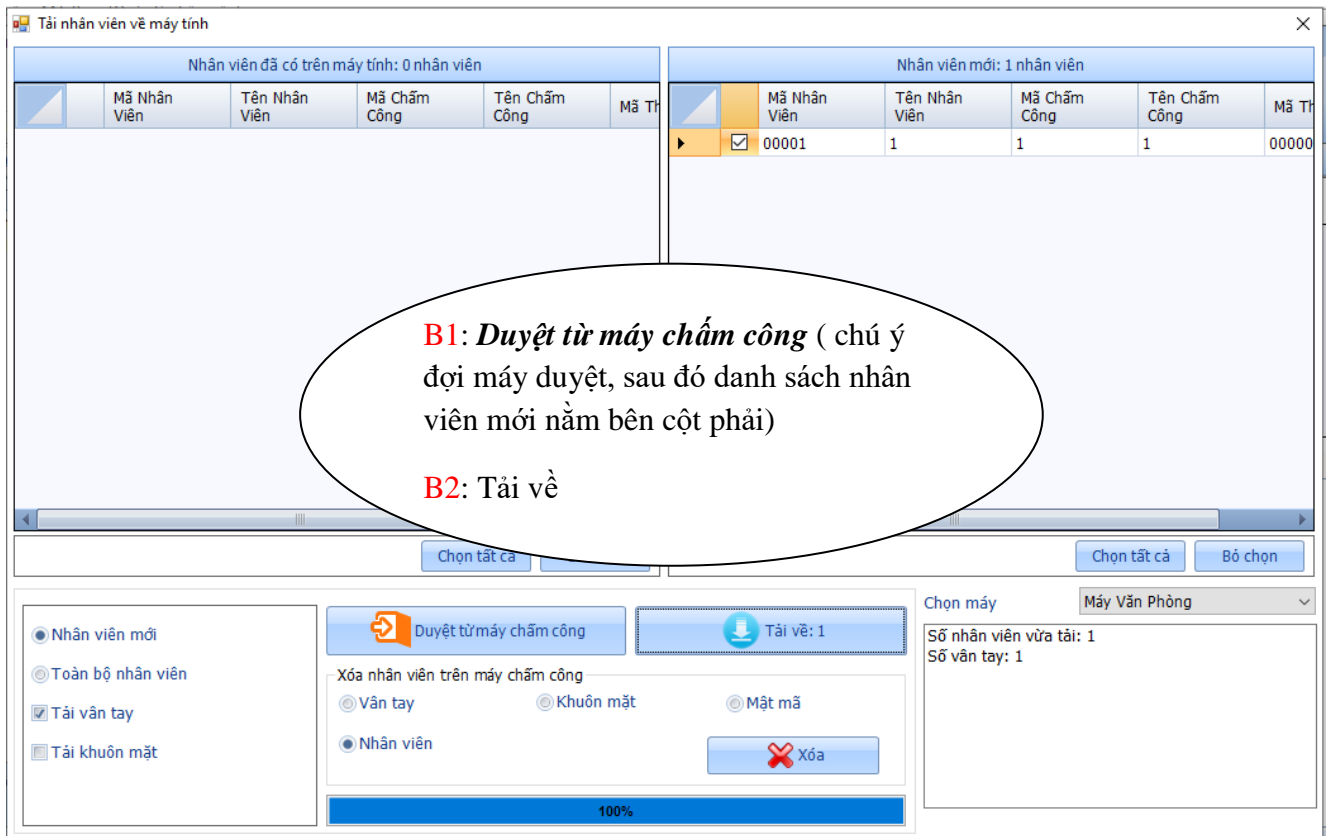 Tải nhân viên về máy tính
Nhân viên đã có trên máy tính: 0 nhân viên
Nhân viên mới: 1 nhân viên
Mã Nhân Viên
Tên Nhân Viên
Mã Chấm Công
Tên Chấm Công
Mã Th
Mã Nhân Viên
Tên Nhân Viên
Mã Chấm Công
Tên Chấm Công
Mã Th
00001 1 1 1 00000
B1: Duyệt từ máy chấm công ( chú ý
đợi máy duyệt, sau đó danh sách nhân
viên mới nằm bên cột phải)
B2: Tải về
Chọn tất cả
Chọn tất cả
Bỏ chọn
Nhân viên mới
Toàn bộ nhân viên
Tải vân tay
Tải khuôn mặt
Duyệt từ máy chấm công
Tải về: 1
Xóa nhân viên trên máy chấm công
Vân tay
Khuôn mặt
Mật mã
Nhân viên
Xóa
100%
Chọn máy
Máy Văn Phòng
Số nhân viên vừa tải: 1
Số vân tay: 1